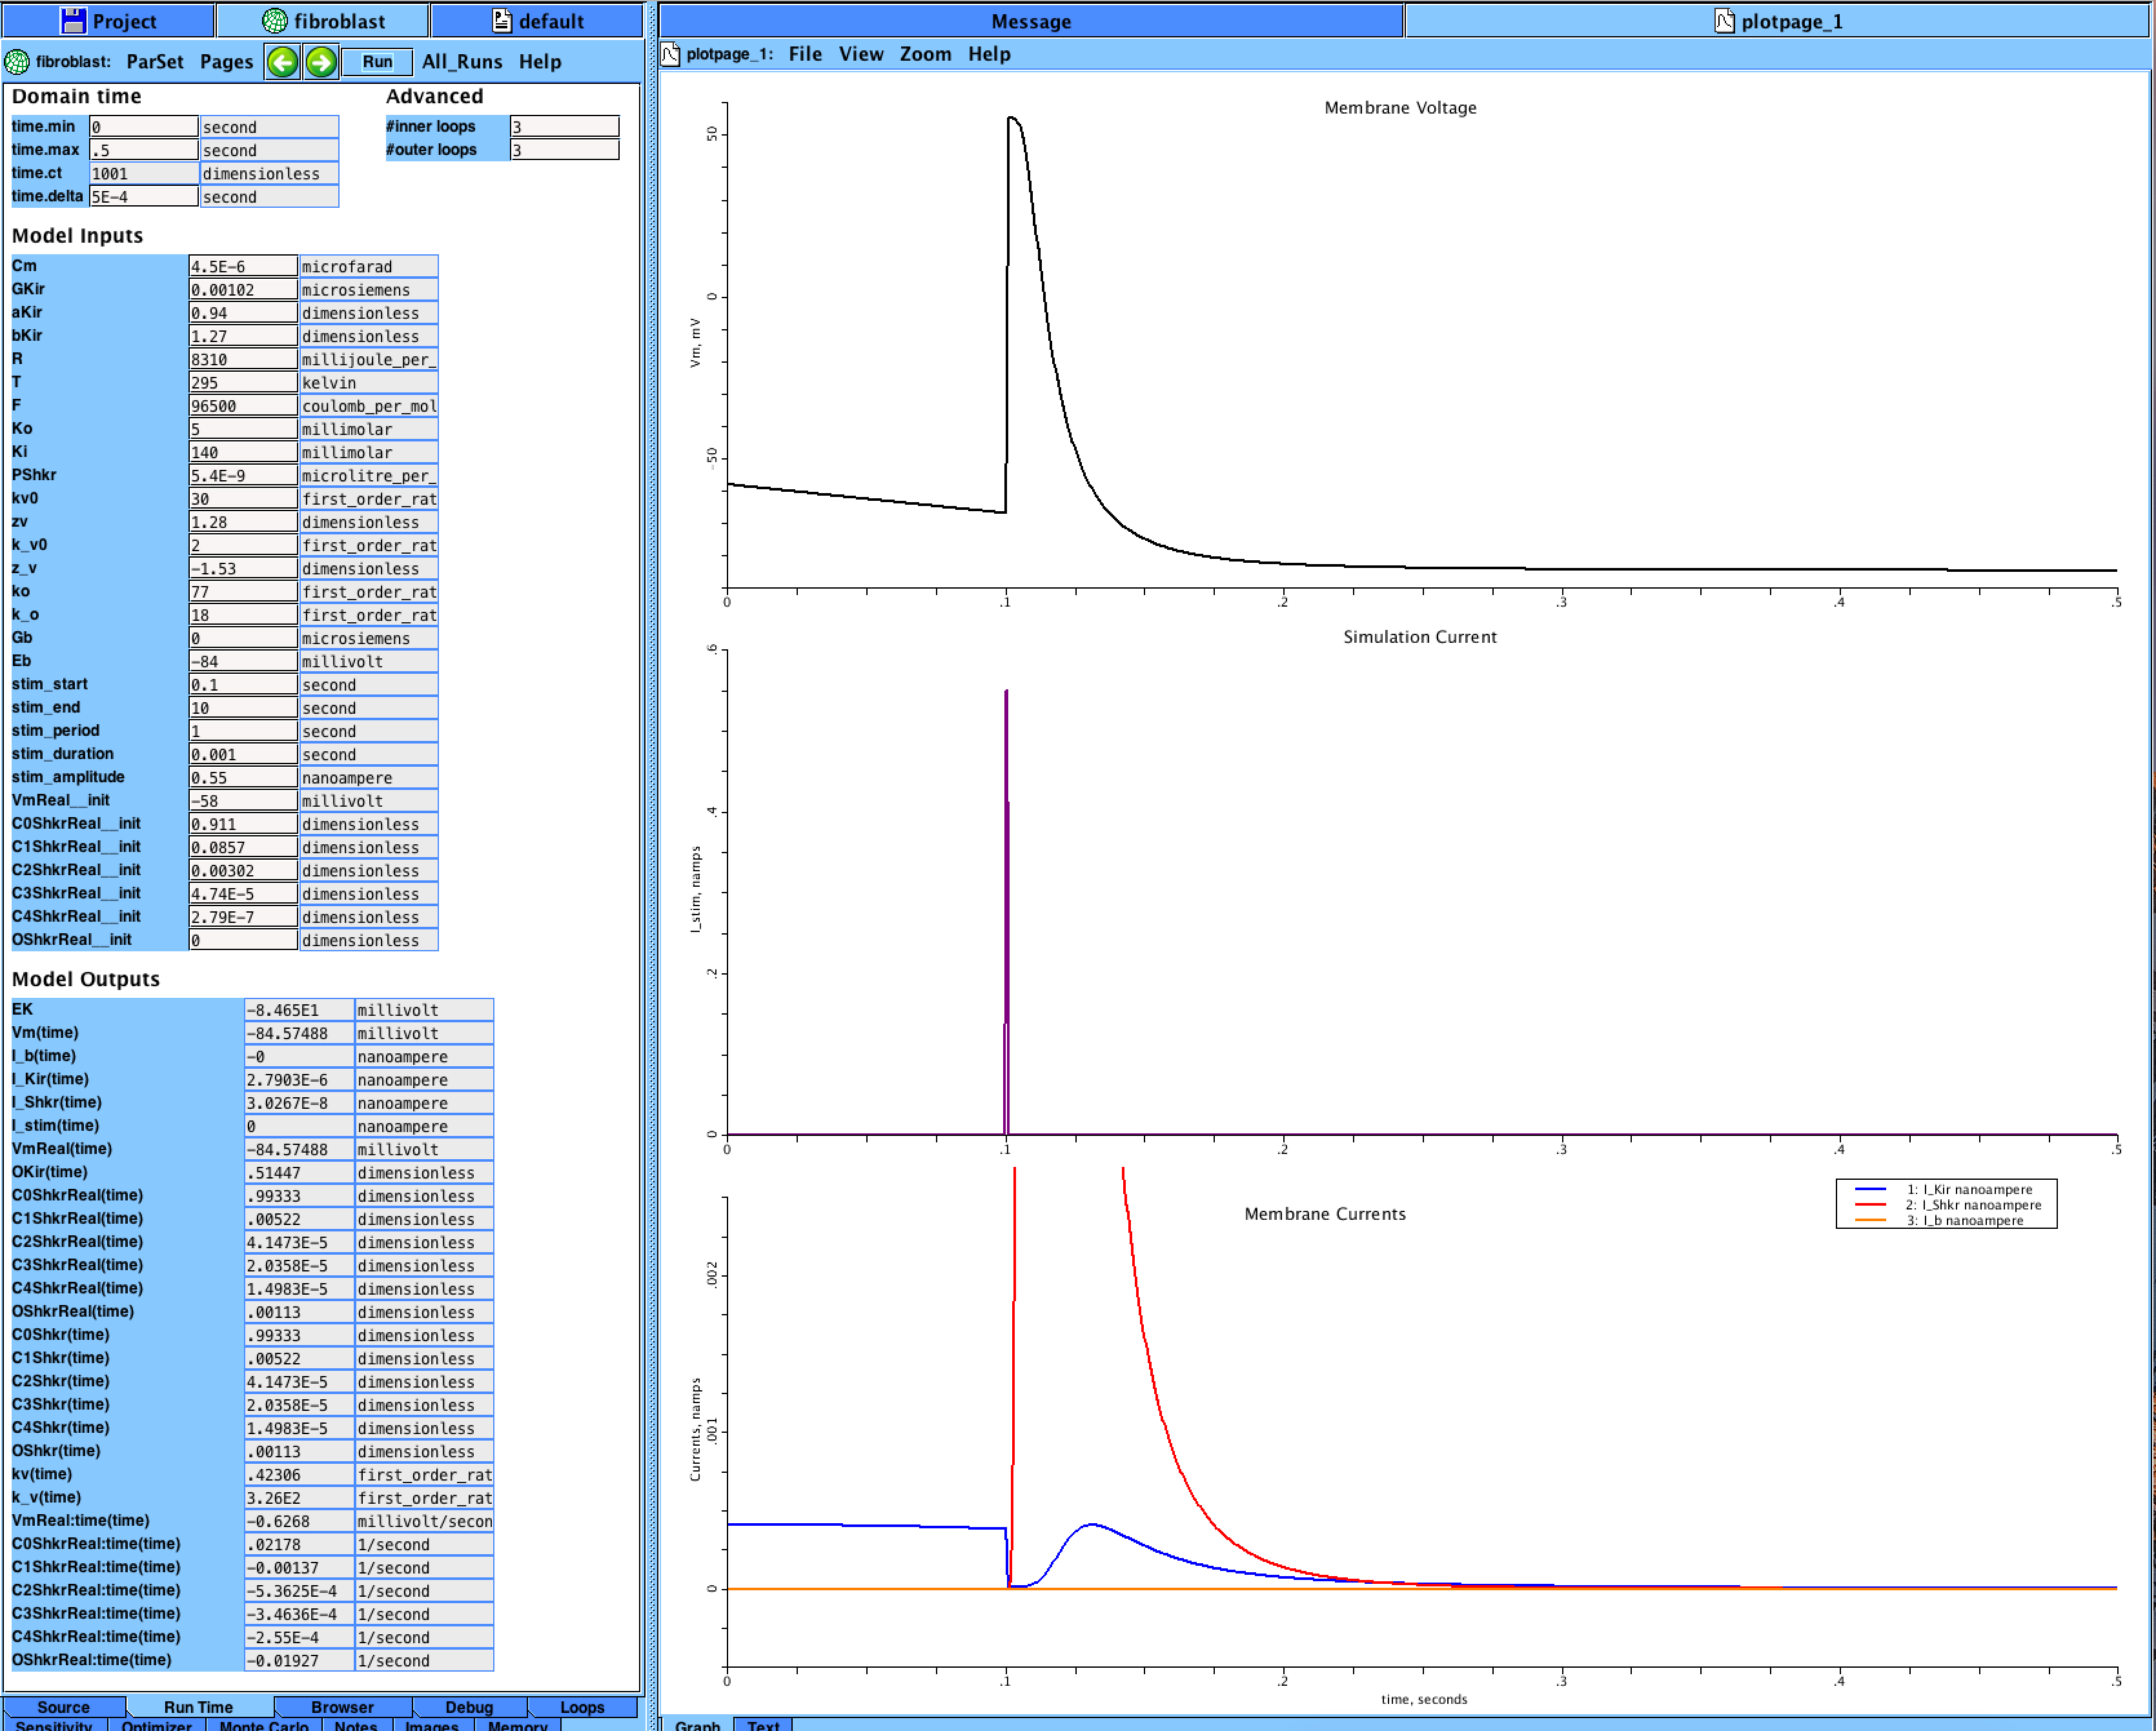 Project fibroblast default
fibroblast: ParSet Pages Run All_Runs Help
Domain time
time.min 0 second
time.max .5 second
time.ct 1001 dimensionless
time.delta 5E-4 second
Advanced
#inner loops 3
#outer loops 3
Model Inputs
Cm 4.5E-6 microfarad
GKir 0.00102 microsiemens
aKir 0.94 dimensionless
bKir 1.27 dimensionless
R 8310 millijoule_per_
T 295 kelvin
F 96500 coulomb_per_mol
Ko 5 millimolar
Ki 140 millimolar
PShkr 5.4E-9 microlitre_per_
kv0 30 first_order_rat
zv 1.28 dimensionless
k_v0 2 first_order_rat
z_v -1.53 dimensionless
ko 77 first_order_rat
k_o 18 first_order_rat
Gb 0 microsiemens
Eb -84 millivolt
stim_start 0.1 second
stim_end 10 second
stim_period 1 second
stim_duration 0.001 second
stim_amplitude 0.55 nanoampere
VmReal__init -58 millivolt
C0ShkrReal__init 0.911 dimensionless
C1ShkrReal__init 0.0857 dimensionless
C2ShkrReal__init 0.00302 dimensionless
C3ShkrReal__init 4.74E-5 dimensionless
C4ShkrReal__init 2.79E-7 dimensionless
OShkrReal__init 0 dimensionless
Model Outputs
EK -8.465E1 millivolt
Vm(time) -84.57488 millivolt
I_b(time) -0 nanoampere
I_Kir(time) 2.7903E-6 nanoampere
I_Shkr(time) 3.0267E-8 nanoampere
I_stim(time) 0 nanoampere
VmReal(time) -84.57488 millivolt
OKir(time) .51447 dimensionless
C0ShkrReal(time) .99333 dimensionless
C1ShkrReal(time) .00522 dimensionless
C2ShkrReal(time) 4.1473E-5 dimensionless
C3ShkrReal(time) 2.0358E-5 dimensionless
C4ShkrReal(time) 1.4983E-5 dimensionless
OShkrReal(time) .00113 dimensionless
C0Shkr(time) .99333 dimensionless
C1Shkr(time) .00522 dimensionless
C2Shkr(time) 4.1473E-5 dimensionless
C3Shkr(time) 2.0358E-5 dimensionless
C4Shkr(time) 1.4983E-5 dimensionless
OShkr(time) .00113 dimensionless
kv(time) .42306 first_order_rat
k_v(time) 3.26E2 first_order_rat
VmReal:time(time) -0.6268 millivolt/secon
C0ShkrReal:time(time) .02178 1/second
C1ShkrReal:time(time) -0.00137 1/second
C2ShkrReal:time(time) -5.3625E-4 1/second
C3ShkrReal:time(time) -3.4636E-4 1/second
C4ShkrReal:time(time) -2.55E-4 1/second
OShkrReal:time(time) -0.01927 1/second
Source Run Time Browser Debug Loops
Sensitivity Optimizer Monte Carlo Notes Images Memory
Message plotpage_1
plotpage_1: File View Zoom Help
Membrane Voltage
Vm, mV
50
0
-50
0 .1 .2 .3 .4 .5
Simulation Current
I_stim, namps
.6
.4
.2
0
0 .1 .2 .3 .4 .5
Membrane Currents
1: I_Kir nanoampere
2: I_Shkr nanoampere
3: I_b nanoampere
Currents, namps
.002
.001
0
0 .1 .2 .3 .4 .5
time, seconds
Graph Text